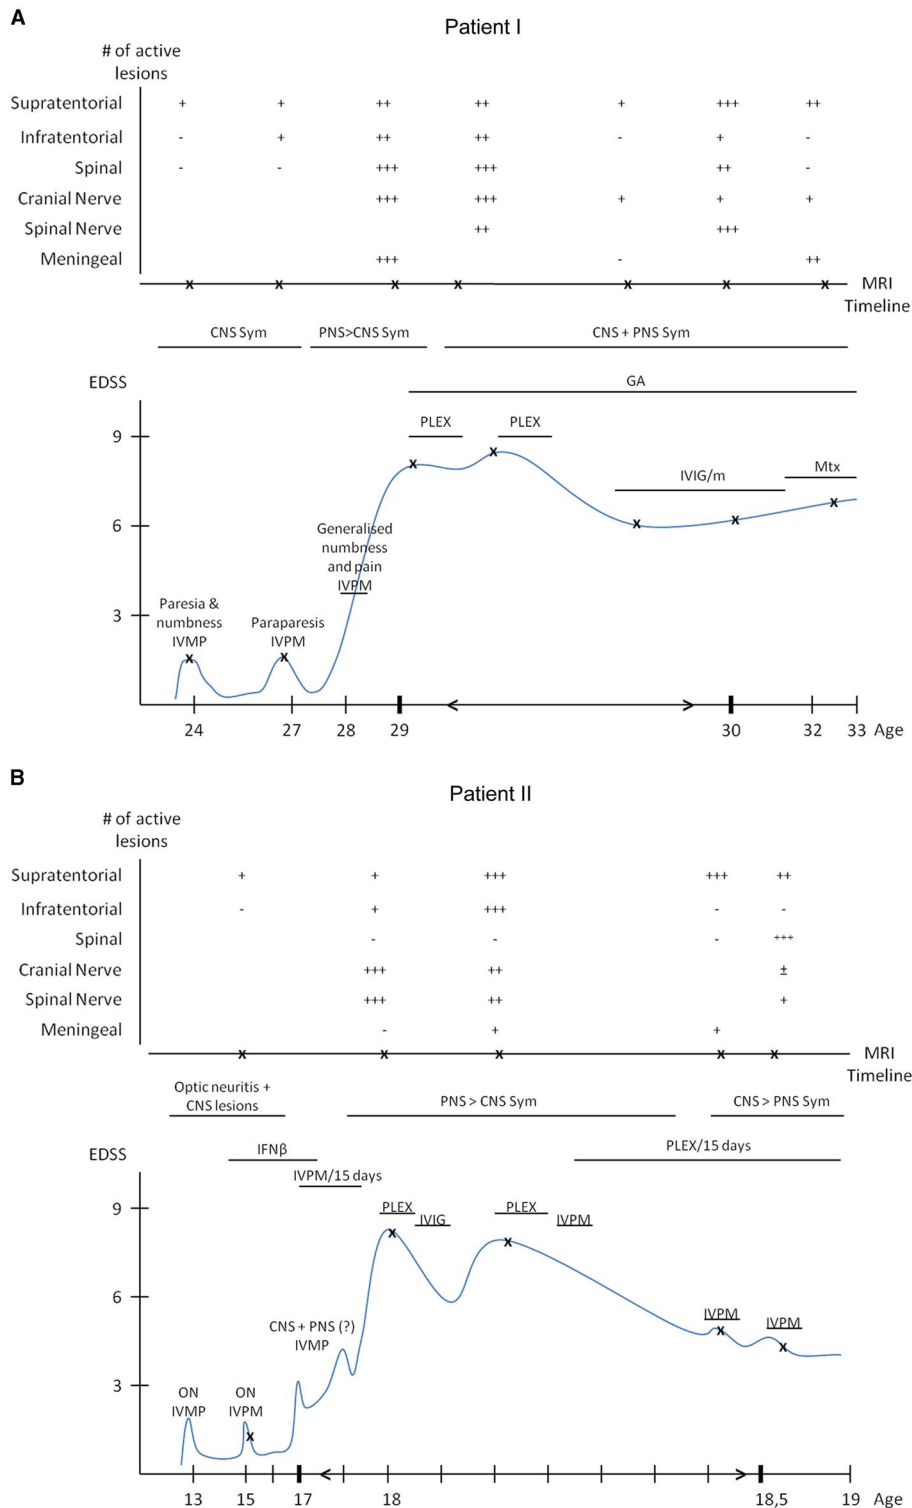 A
Patient I
# of active
lesions
Supratentorial + + ++ ++ + +++ ++
Infratentorial - + ++ ++ - + -
Spinal - - +++ +++ ++ -
Cranial Nerve +++ +++ + + +
Spinal Nerve ++ +++
Meningeal +++ - ++
x x x x x x x MRI
Timeline
CNS Sym PNS>CNS Sym CNS + PNS Sym
EDSS
GA
PLEX PLEX
9
IVIG/m Mtx
6
Generalised
numbness
and pain
IVPM
3
Paresia &
numbness
IVMP
Paraparesis
IVPM
x x x x x x x
24 27 28 29 30 32 33 Age
B
Patient II
# of active
lesions
Supratentorial + + +++ +++ ++
Infratentorial - + +++ - -
Spinal - - - +++
Cranial Nerve +++ ++ ±
Spinal Nerve +++ ++ +
Meningeal - + +
x x x x x MRI
Timeline
Optic neuritis +
CNS lesions
PNS > CNS Sym CNS > PNS Sym
EDSS
IFNβ
PLEX/15 days
IVPM/15 days
9
PLEX
IVIG
PLEX
IVPM
6
CNS + PNS (?)
IVMP
IVPM
IVPM
3
ON
IVMP
ON
IVPM
x x x x x
13 15 17 18 18,5 19 Age